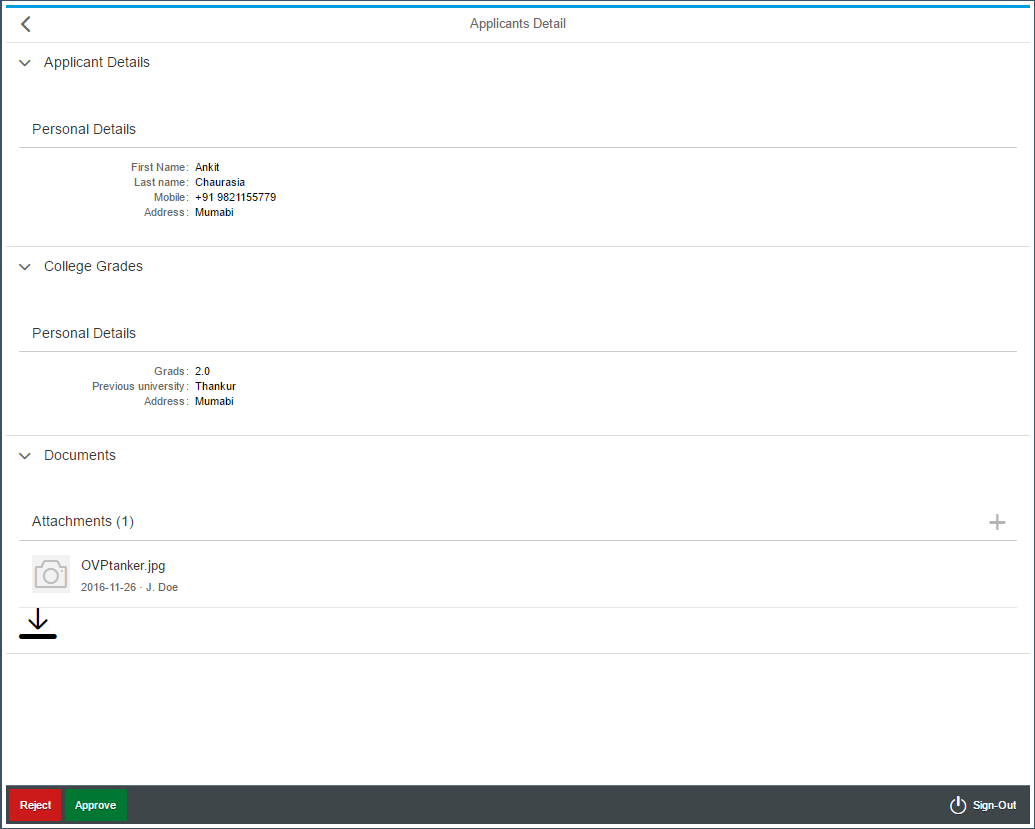 Applicants Detail
Applicant Details
Personal Details
First Name: Ankit
Last name: Chaurasia
Mobile: +91 9821155779
Address: Mumabi
College Grades
Personal Details
Grads: 2.0
Previous university: Thankur
Address: Mumabi
Documents
Attachments (1)
OVPtanker.jpg
2016-11-26 · J. Doe
Reject Approve Sign-Out